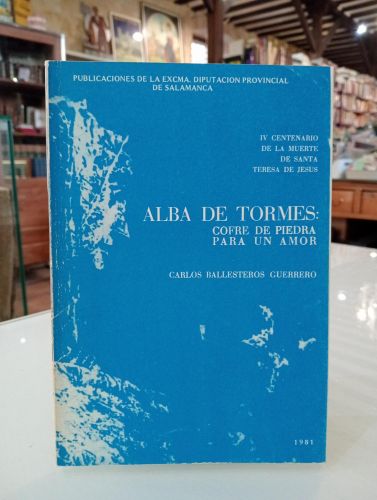 PUBLICACIONES DE LA EXCMA. DIPUTACION PROVINCIAL
DE SALAMANCA
IV CENTENARIO
DE LA MUERTE
DE SANTA
TERESA DE JESUS
ALBA DE TORMES:
COFRE DE PIEDRA
PARA UN AMOR
CARLOS BALLESTEROS GUERRERO
1981